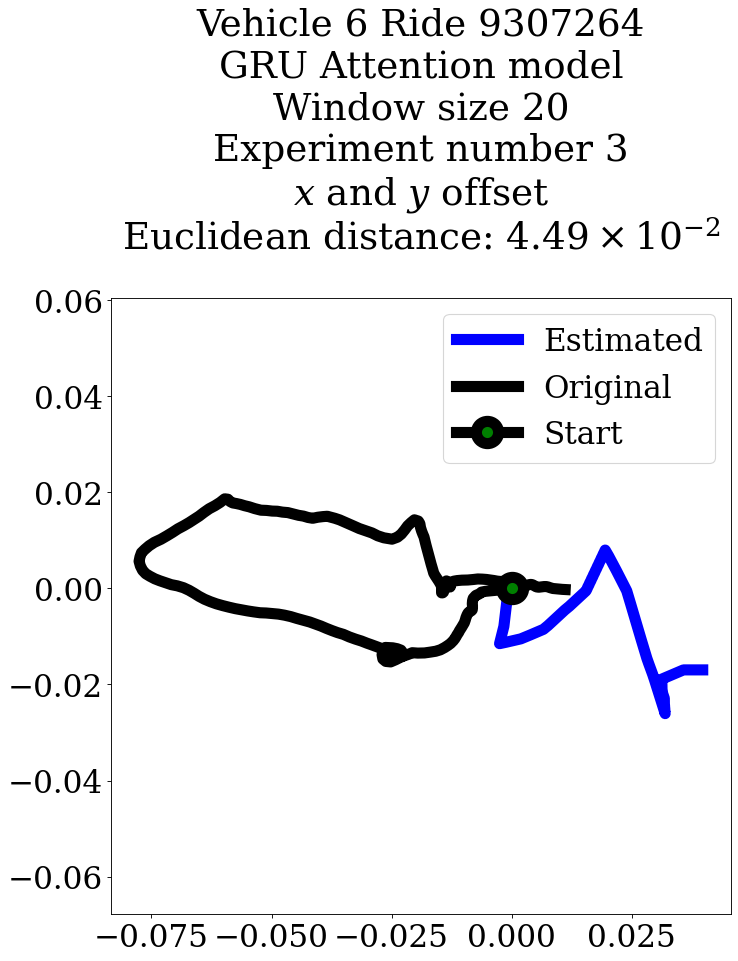 Vehicle 6 Ride 9307264
GRU Attention model
Window size 20
Experiment number 3
x and y offset
Euclidean distance: 4.49 × 10⁻²
Estimated
Original
Start
0.06
0.04
0.02
0.00
−0.02
−0.04
−0.06
−0.075 −0.050 −0.025 0.000 0.025